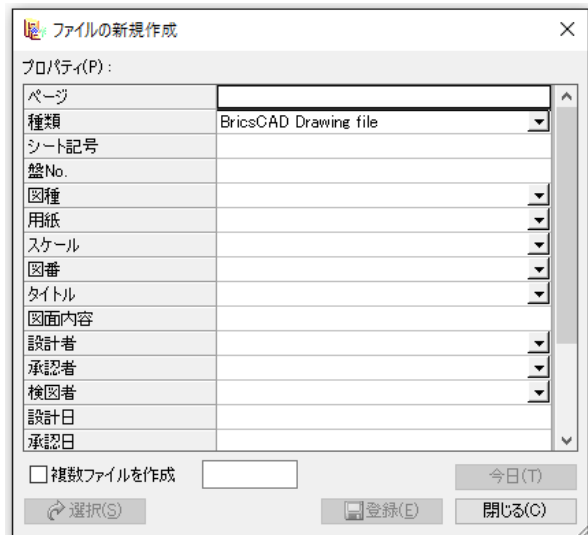 ファイルの新規作成
プロパティ(P):
ページ
種類 BricsCAD Drawing file
シート記号
盤No.
図種
用紙
スケール
図番
タイトル
図面内容
設計者
承認者
検図者
設計日
承認日
複数ファイルを作成 今日(T)
選択(S) 登録(E) 閉じる(C)